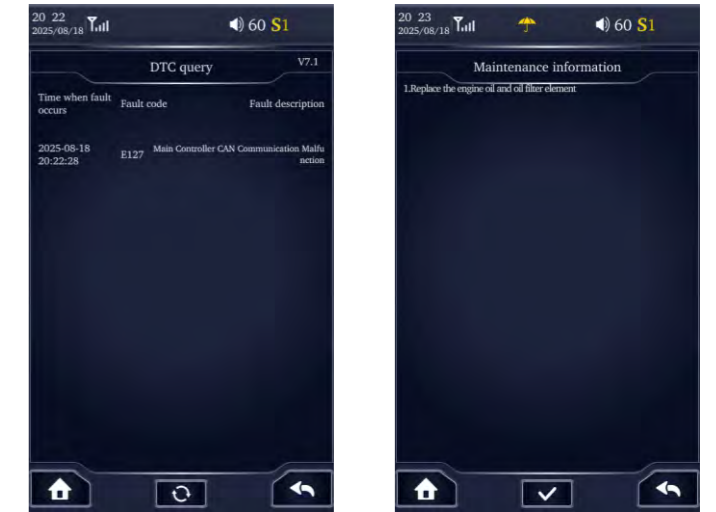 20 22
2025/08/18
60 S1
DTC query
V7.1
Time when fault
occurs
Fault code
Fault description
2025-08-18
20:22:28
E127
Main Controller CAN Communication Malfu
nction
20 23
2025/08/18
60 S1
Maintenance information
1.Replace the engine oil and oil filter element